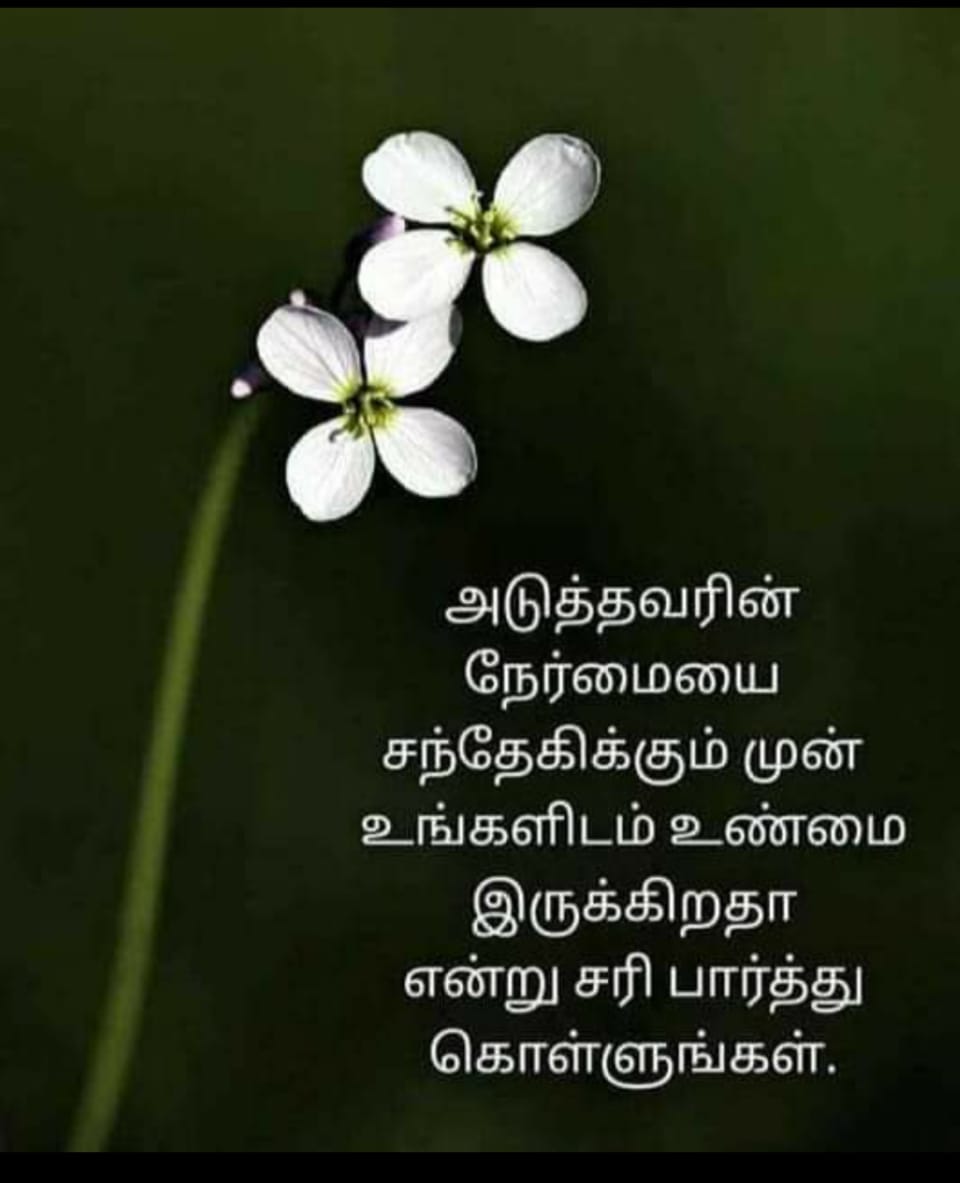 அடுத்தவரின்
நேர்மையை
சந்தேகிக்கும் முன்
உங்களிடம் உண்மை
இருக்கிறதா
என்று சரி பார்த்து
கொள்ளுங்கள்.